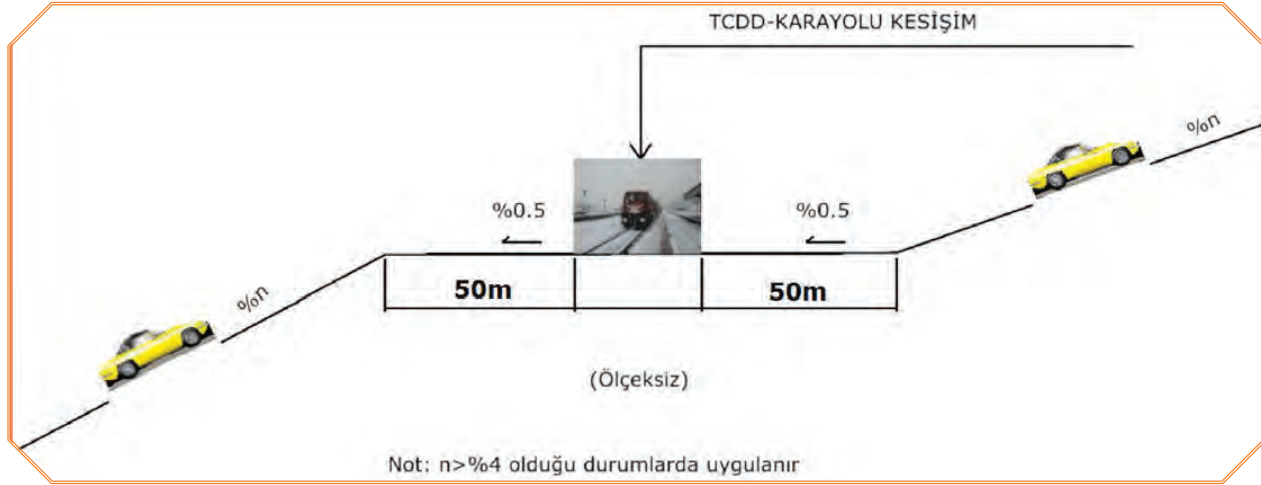 TCDD-KARAYOLU KESİŞİM
%n
%0.5
%0.5
50m
50m
%n
(Ölçeksiz)
Not: n>%4 olduğu durumlarda uygulanır